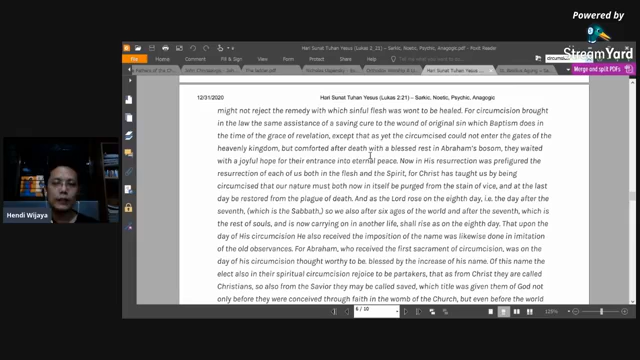 Powered by
StreamYard
Hari Sunat Tuhan Yesus (Lukas 2_21) - Sarkic, Noetic, Psychic, Anagogic.pdf - Foxit Reader
File
circumci
Merge and split PDFs
Hari Sunat Tuhan Yesus ...
12/31/2020
Hari Sunat Tuhan Yesus (Lukas 2:21) – Sarkic, Noetic, Psychic, Anagogic
might not reject the remedy with which sinful flesh was wont to be healed. For circumcision brought
in the law the same assistance of a saving cure to the wound of original sin which Baptism does in
the time of the grace of revelation, except that as yet the circumcised could not enter the gates of the
heavenly kingdom, but comforted after death with a blessed rest in Abraham's bosom, they waited
with a joyful hope for their entrance into eternal peace. Now in His resurrection was prefigured the
resurrection of each of us both in the flesh and the Spirit, for Christ has taught us by being
circumcised that our nature must both now in itself be purged from the stain of vice, and at the last
day be restored from the plague of death. And as the Lord rose on the eighth day, i.e. the day after the
seventh, (which is the Sabbath,) so we also after six ages of the world and after the seventh, which is
the rest of souls, and is now carrying on in another life, shall rise as on the eighth day. That upon the
day of His circumcision He also received the imposition of the name was likewise done in imitation
of the old observances. For Abraham, who received the first sacrament of circumcision, was on the
day of his circumcision thought worthy to be. blessed by the increase of his name. Of this name the
elect also in their spiritual circumcision rejoice to be partakers, that as from Christ they are called
Christians, so also from the Savior they may be called saved, which title was given them of God not
only before they were conceived through faith in the womb of the Church, but even before the world
Hendi Wijaya
6 / 10
125%